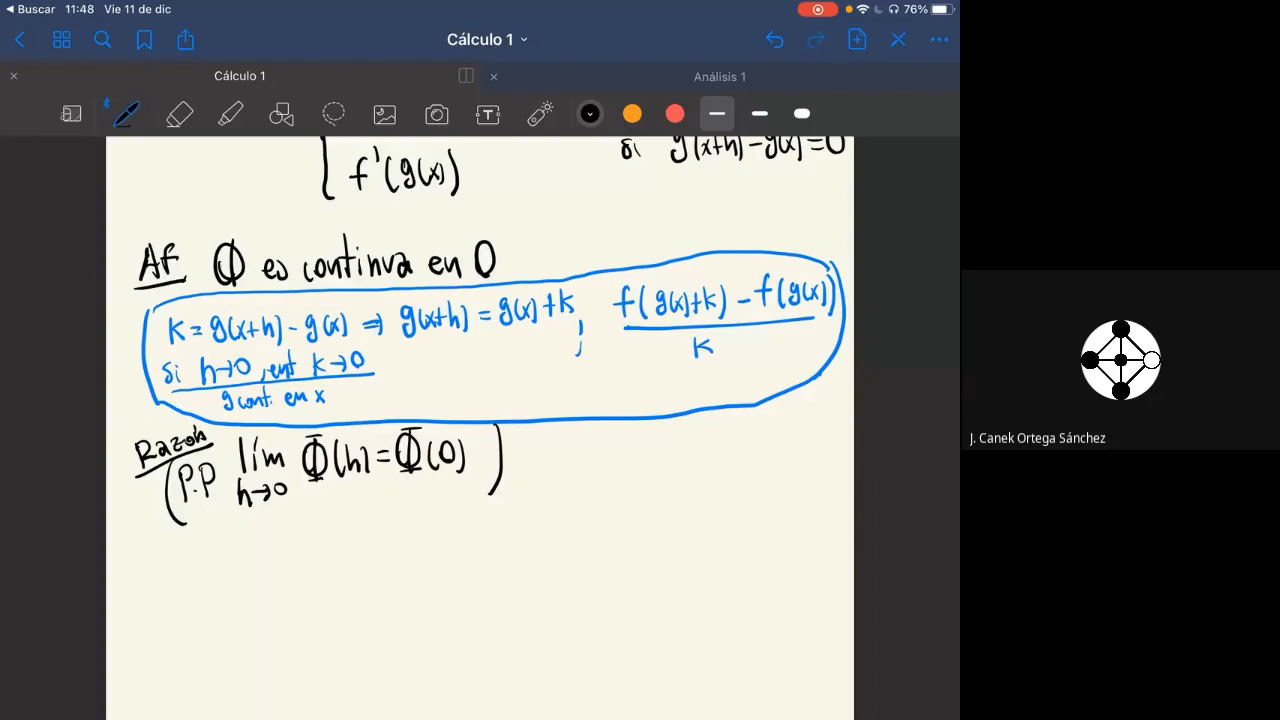 Buscar 11:48 Vie 11 de dic 76%
Cálculo 1
Cálculo 1 Análisis 1
f'(g(x)) si g(x+h)-g(x)=0
Af Φ es continua en 0
K = g(x+h) - g(x) ⇒ g(x+h) = g(x)+k ; f(g(x)+k) - f(g(x)) / K
si h→0, ent k→0
g cont. en x
Razón
(P.P lím h→0 Φ(h) = Φ(0) )
J. Canek Ortega Sánchez